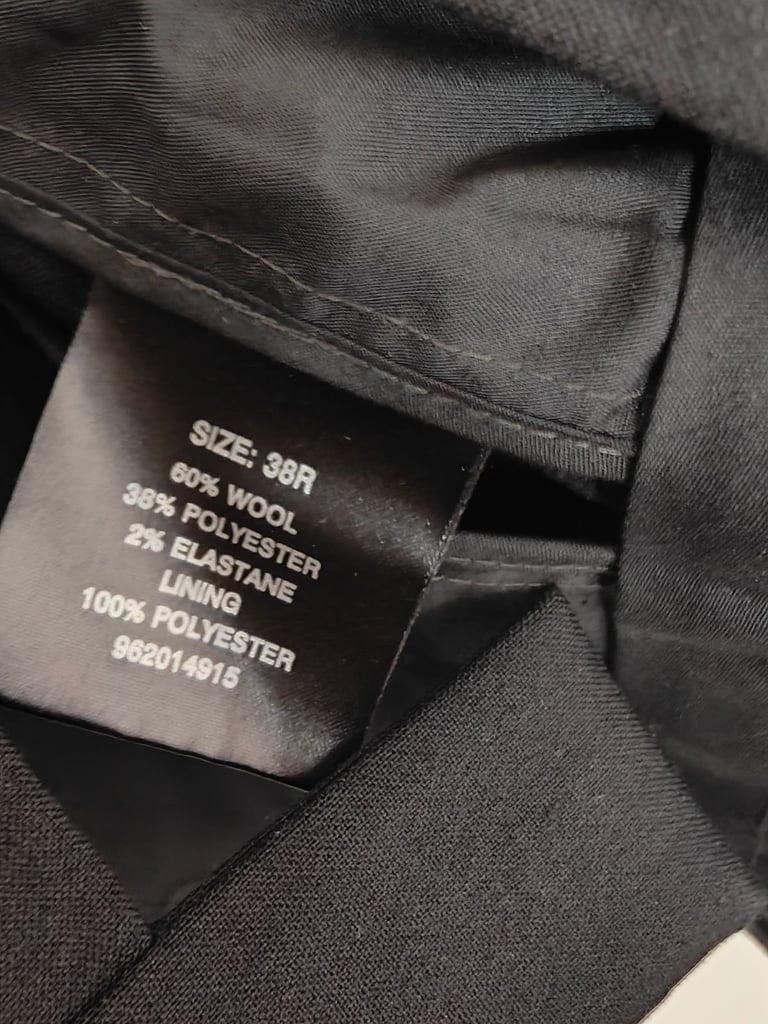 SIZE: 38R
60% WOOL
38% POLYESTER
2% ELASTANE
LINING
100% POLYESTER
962014915